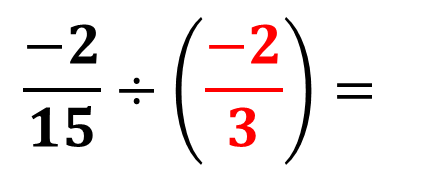 −2/15 ÷ (−2/3) =